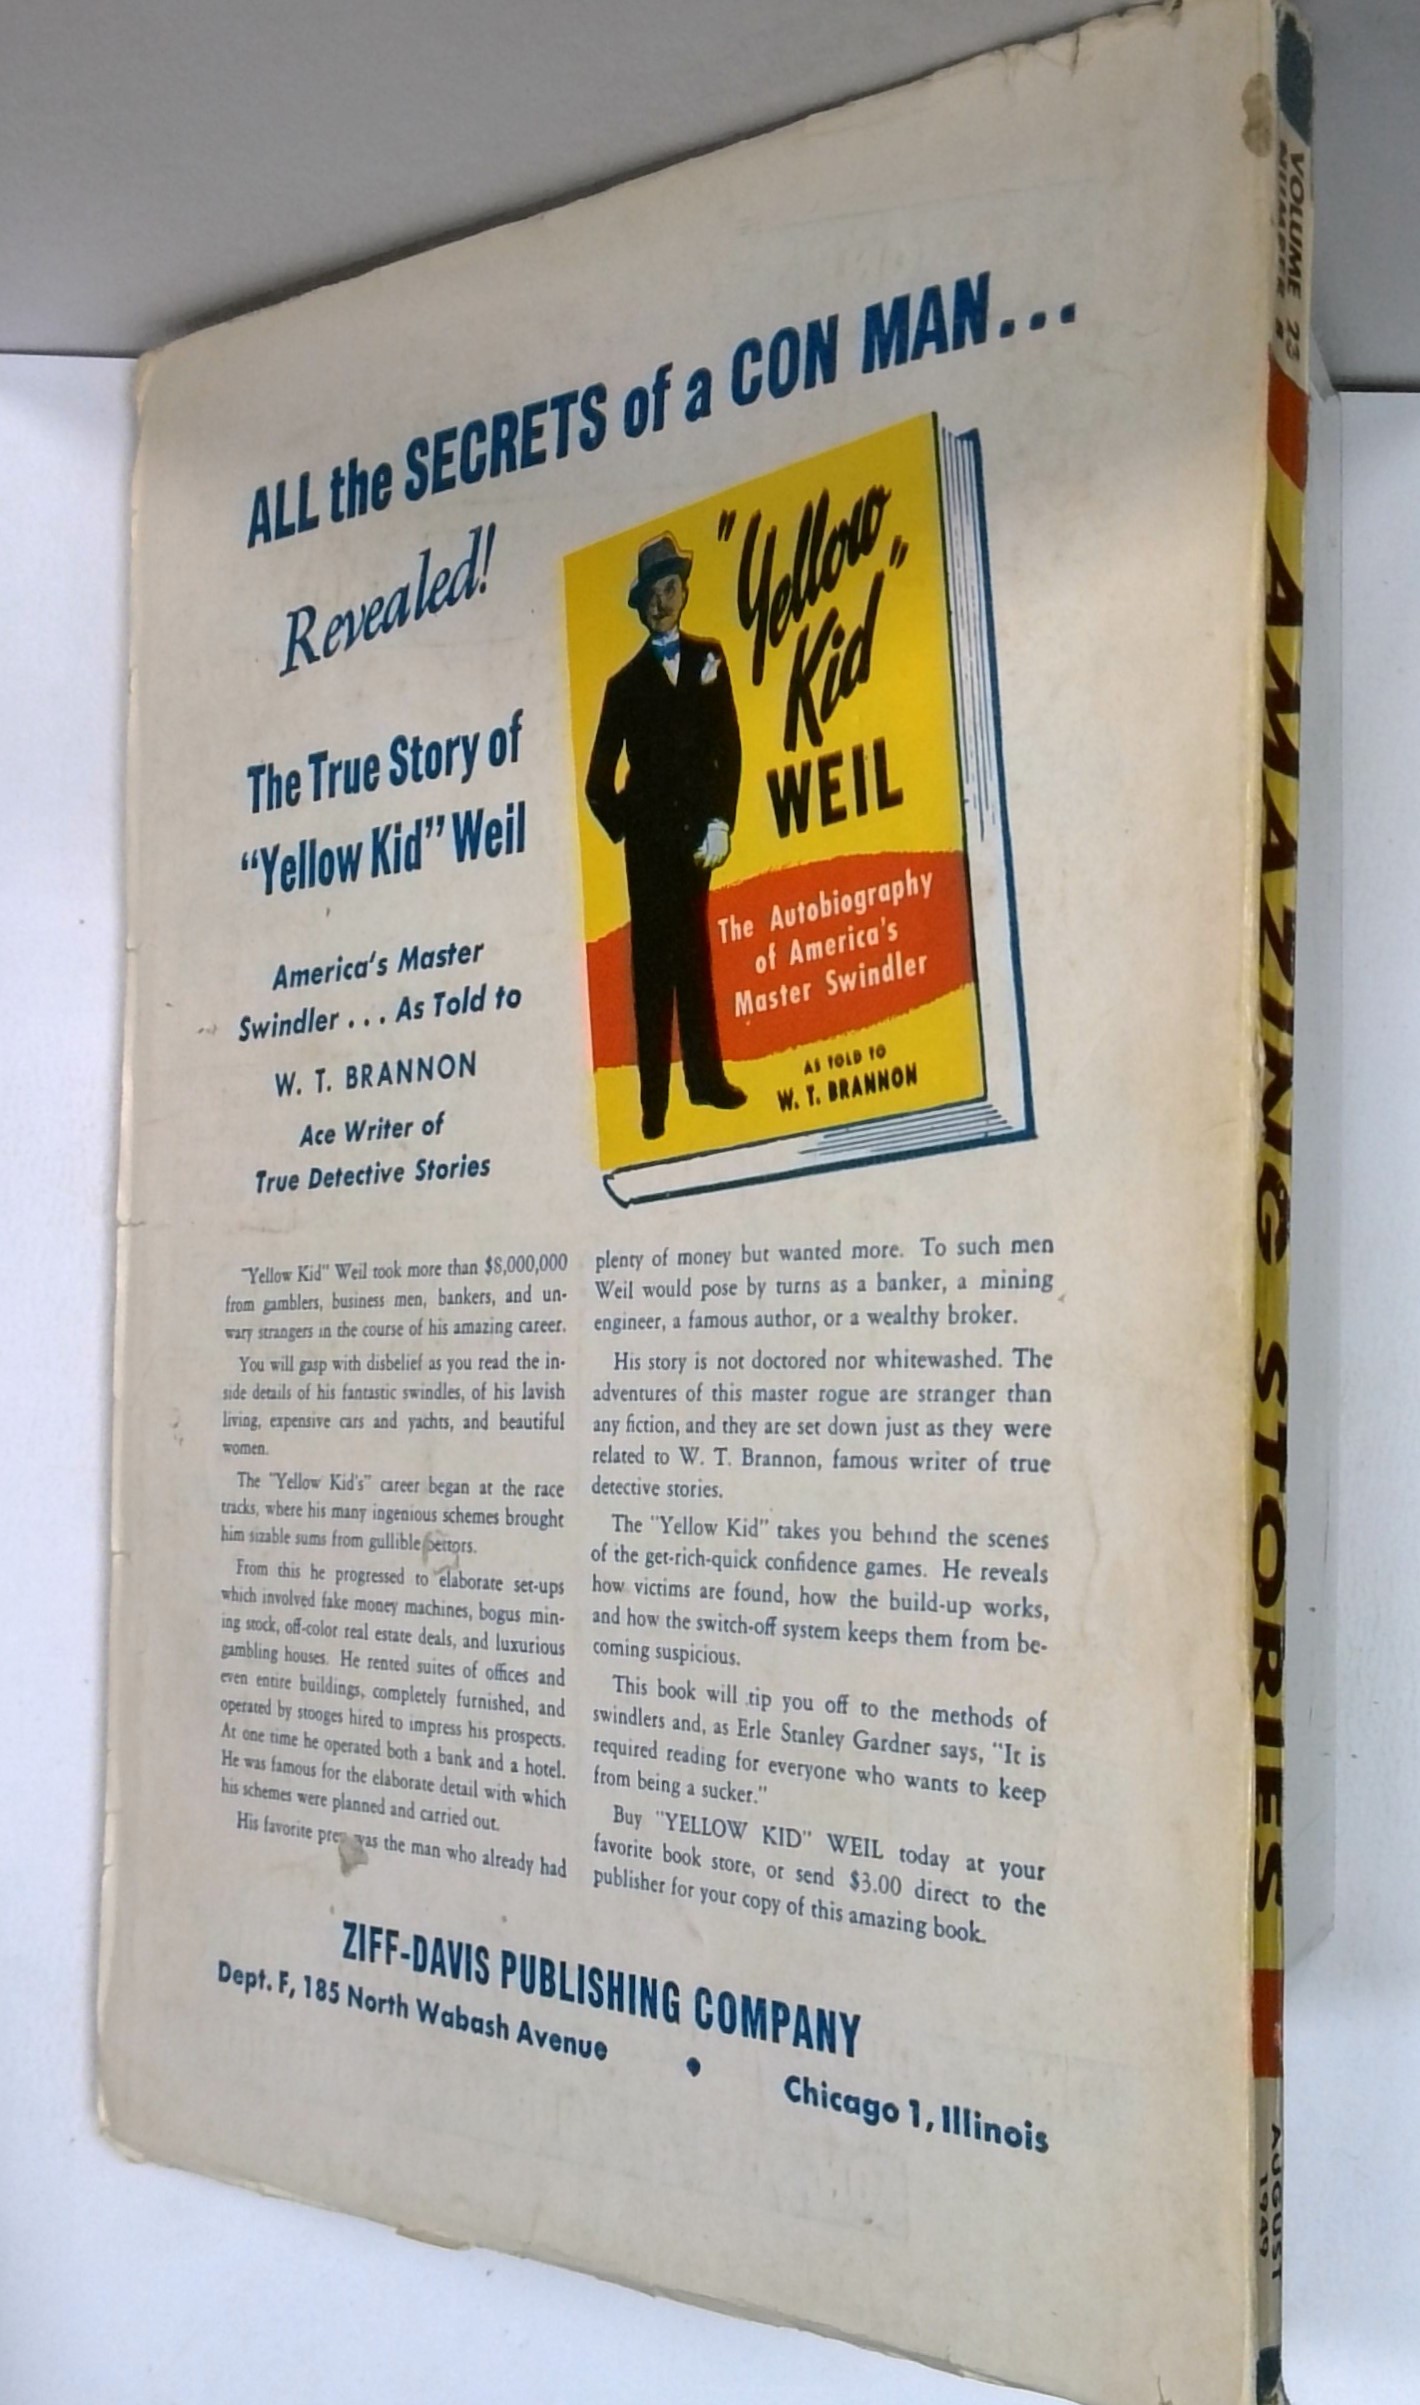 ALL the SECRETS of a CON MAN...
Revealed!
The True Story of
“Yellow Kid” Weil
America's Master
Swindler . . . As Told to
W. T. BRANNON
Ace Writer of
True Detective Stories
"Yellow
Kid"
WEIL
The Autobiography
of America's
Master Swindler
AS TOLD TO
W. T. BRANNON
"Yellow Kid" Weil took more than $8,000,000
from gamblers, business men, bankers, and un-
wary strangers in the course of his amazing career.
You will gasp with disbelief as you read the in-
side details of his fantastic swindles, of his lavish
living, expensive cars and yachts, and beautiful
women.
The "Yellow Kid's" career began at the race
tracks, where his many ingenious schemes brought
him sizable sums from gullible bettors.
From this he progressed to elaborate set-ups
which involved fake money machines, bogus min-
ing stock, off-color real estate deals, and luxurious
gambling houses. He rented suites of offices and
even entire buildings, completely furnished, and
operated by stooges hired to impress his prospects.
At one time he operated both a bank and a hotel.
He was famous for the elaborate detail with which
his schemes were planned and carried out.
His favorite prey was the man who already had
plenty of money but wanted more. To such men
Weil would pose by turns as a banker, a mining
engineer, a famous author, or a wealthy broker.
His story is not doctored nor whitewashed. The
adventures of this master rogue are stranger than
any fiction, and they are set down just as they were
related to W. T. Brannon, famous writer of true
detective stories.
The "Yellow Kid" takes you behind the scenes
of the get-rich-quick confidence games. He reveals
how victims are found, how the build-up works,
and how the switch-off system keeps them from be-
coming suspicious.
This book will tip you off to the methods of
swindlers and, as Erle Stanley Gardner says, "It is
required reading for everyone who wants to keep
from being a sucker."
Buy "YELLOW KID" WEIL today at your
favorite book store, or send $3.00 direct to the
publisher for your copy of this amazing book.
ZIFF-DAVIS PUBLISHING COMPANY
Dept. F, 185 North Wabash Avenue • Chicago 1, Illinois
VOLUME 23
NUMBER 8
AMAZING STORIES
AUGUST
1949